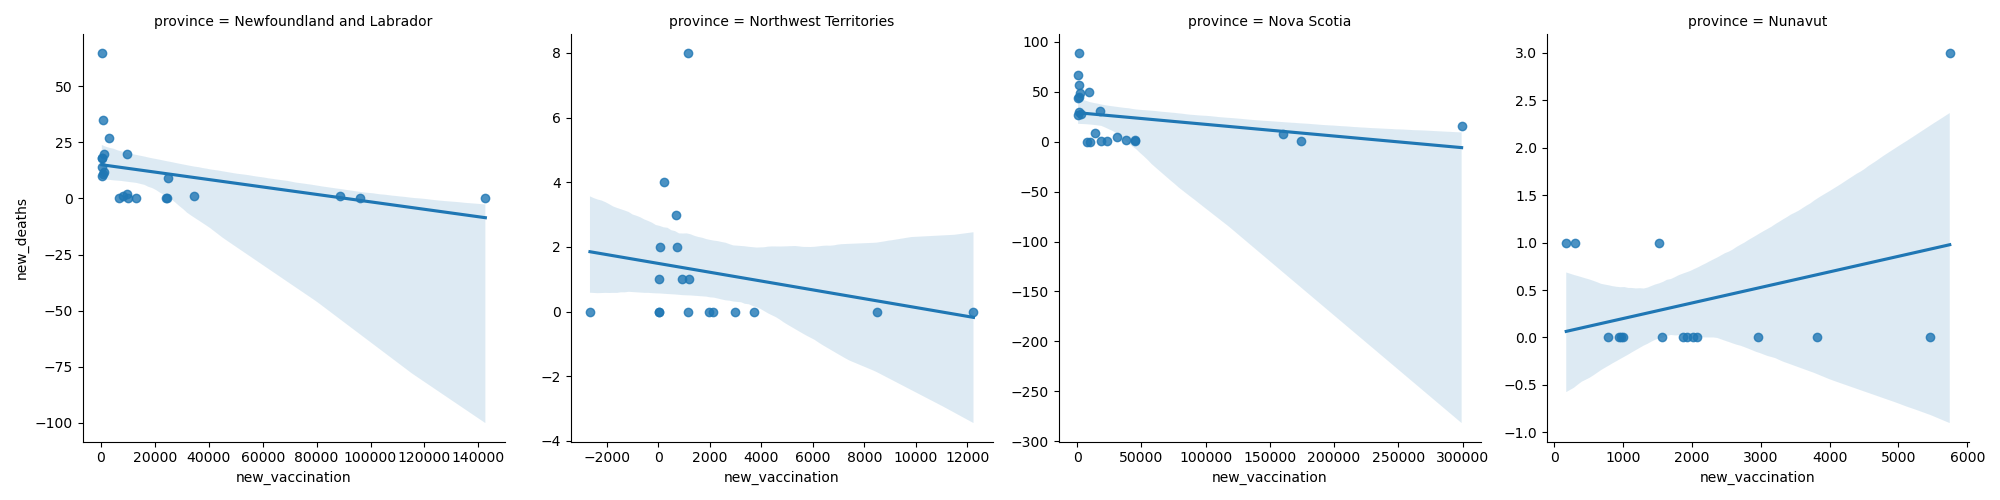 province = Newfoundland and Labrador
50
25
0
−25
−50
−75
−100
new_deaths
0 20000 40000 60000 80000 100000 120000 140000
new_vaccination
province = Northwest Territories
8
6
4
2
0
−2
−4
−2000 0 2000 4000 6000 8000 10000 12000
new_vaccination
province = Nova Scotia
100
50
0
−50
−100
−150
−200
−250
−300
0 50000 100000 150000 200000 250000 300000
new_vaccination
province = Nunavut
3.0
2.5
2.0
1.5
1.0
0.5
0.0
−0.5
−1.0
0 1000 2000 3000 4000 5000 6000
new_vaccination